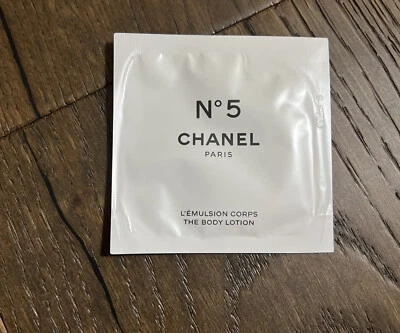 N°5
CHANEL
PARIS
L'ÉMULSION CORPS
THE BODY LOTION